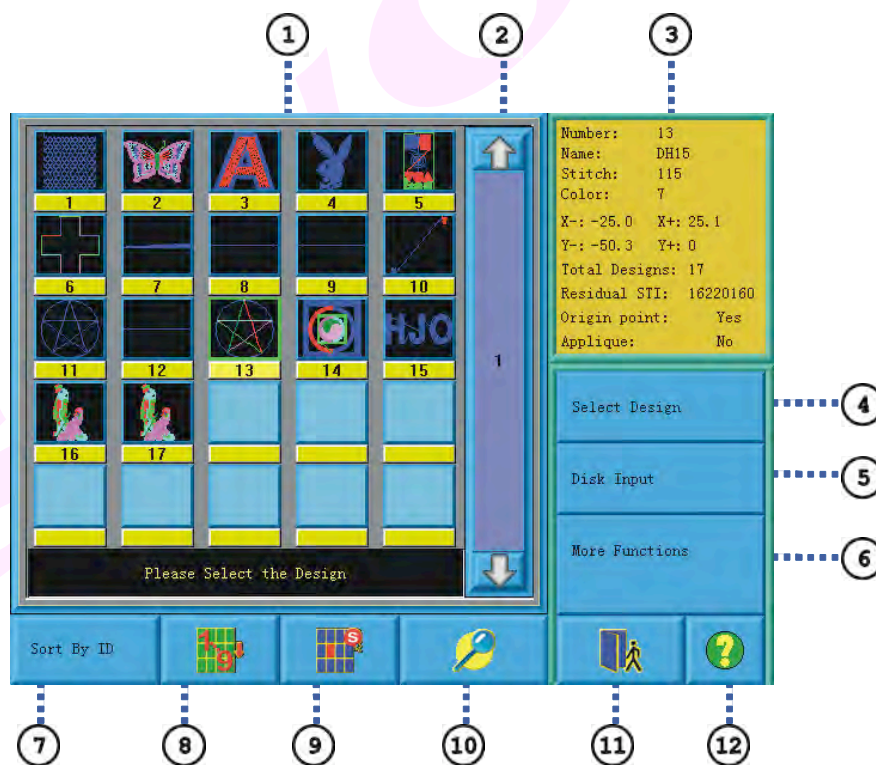 1 2 3
Number: 13
Name: DH15
Stitch: 115
Color: 7
X-: -25.0 X+: 25.1
Y-: -50.3 Y+: 0
Total Designs: 17
Residual STI: 16220160
Origin point: Yes
Applique: No
A
1 2 3 4 5
6 7 8 9 10
HJO
11 12 13 14 15
1
16 17
Please Select the Design
Select Design
4
Disk Input
5
More Functions
6
Sort By ID
1
9
S
?
7 8 9 10 11 12